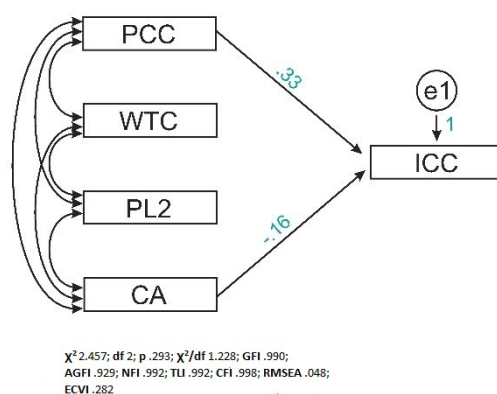 PCC
.33
e1
WTC
1
ICC
PL2
-.16
CA
χ² 2.457; df 2; p .293; χ²/df 1.228; GFI .990;
AGFI .929; NFI .992; TLI .992; CFI .998; RMSEA .048;
ECVI .282